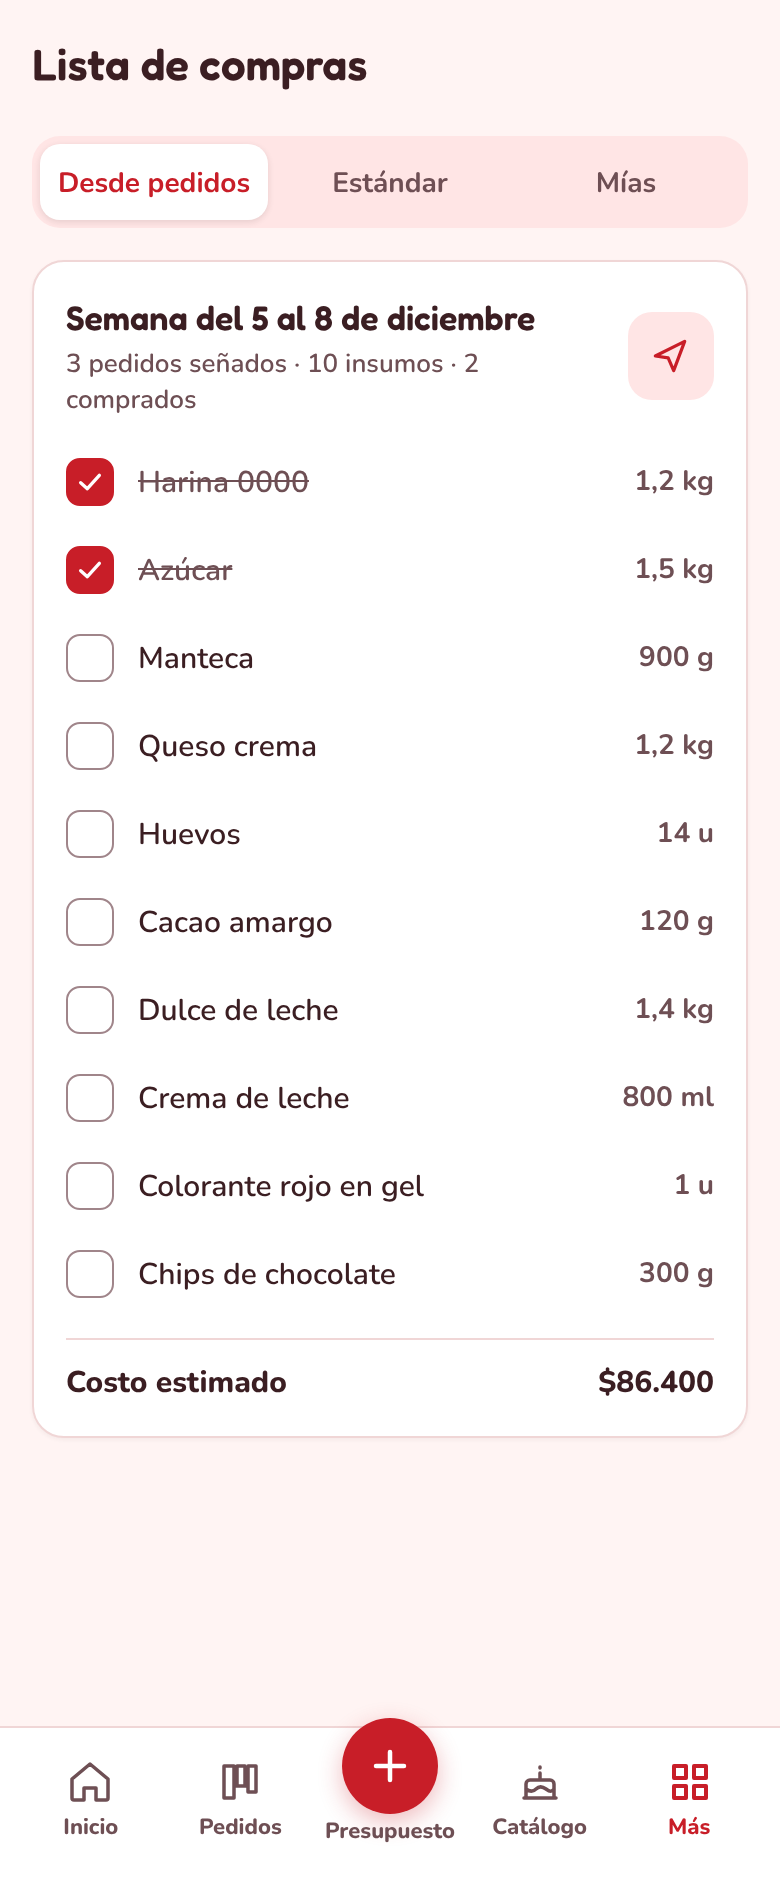 Lista de compras
Desde pedidos
Estándar
Mías
Semana del 5 al 8 de diciembre
3 pedidos señados · 10 insumos · 2
comprados
Harina 0000 1,2 kg
Azúcar 1,5 kg
Manteca 900 g
Queso crema 1,2 kg
Huevos 14 u
Cacao amargo 120 g
Dulce de leche 1,4 kg
Crema de leche 800 ml
Colorante rojo en gel 1 u
Chips de chocolate 300 g
Costo estimado $86.400
Inicio
Pedidos
Presupuesto
Catálogo
Más